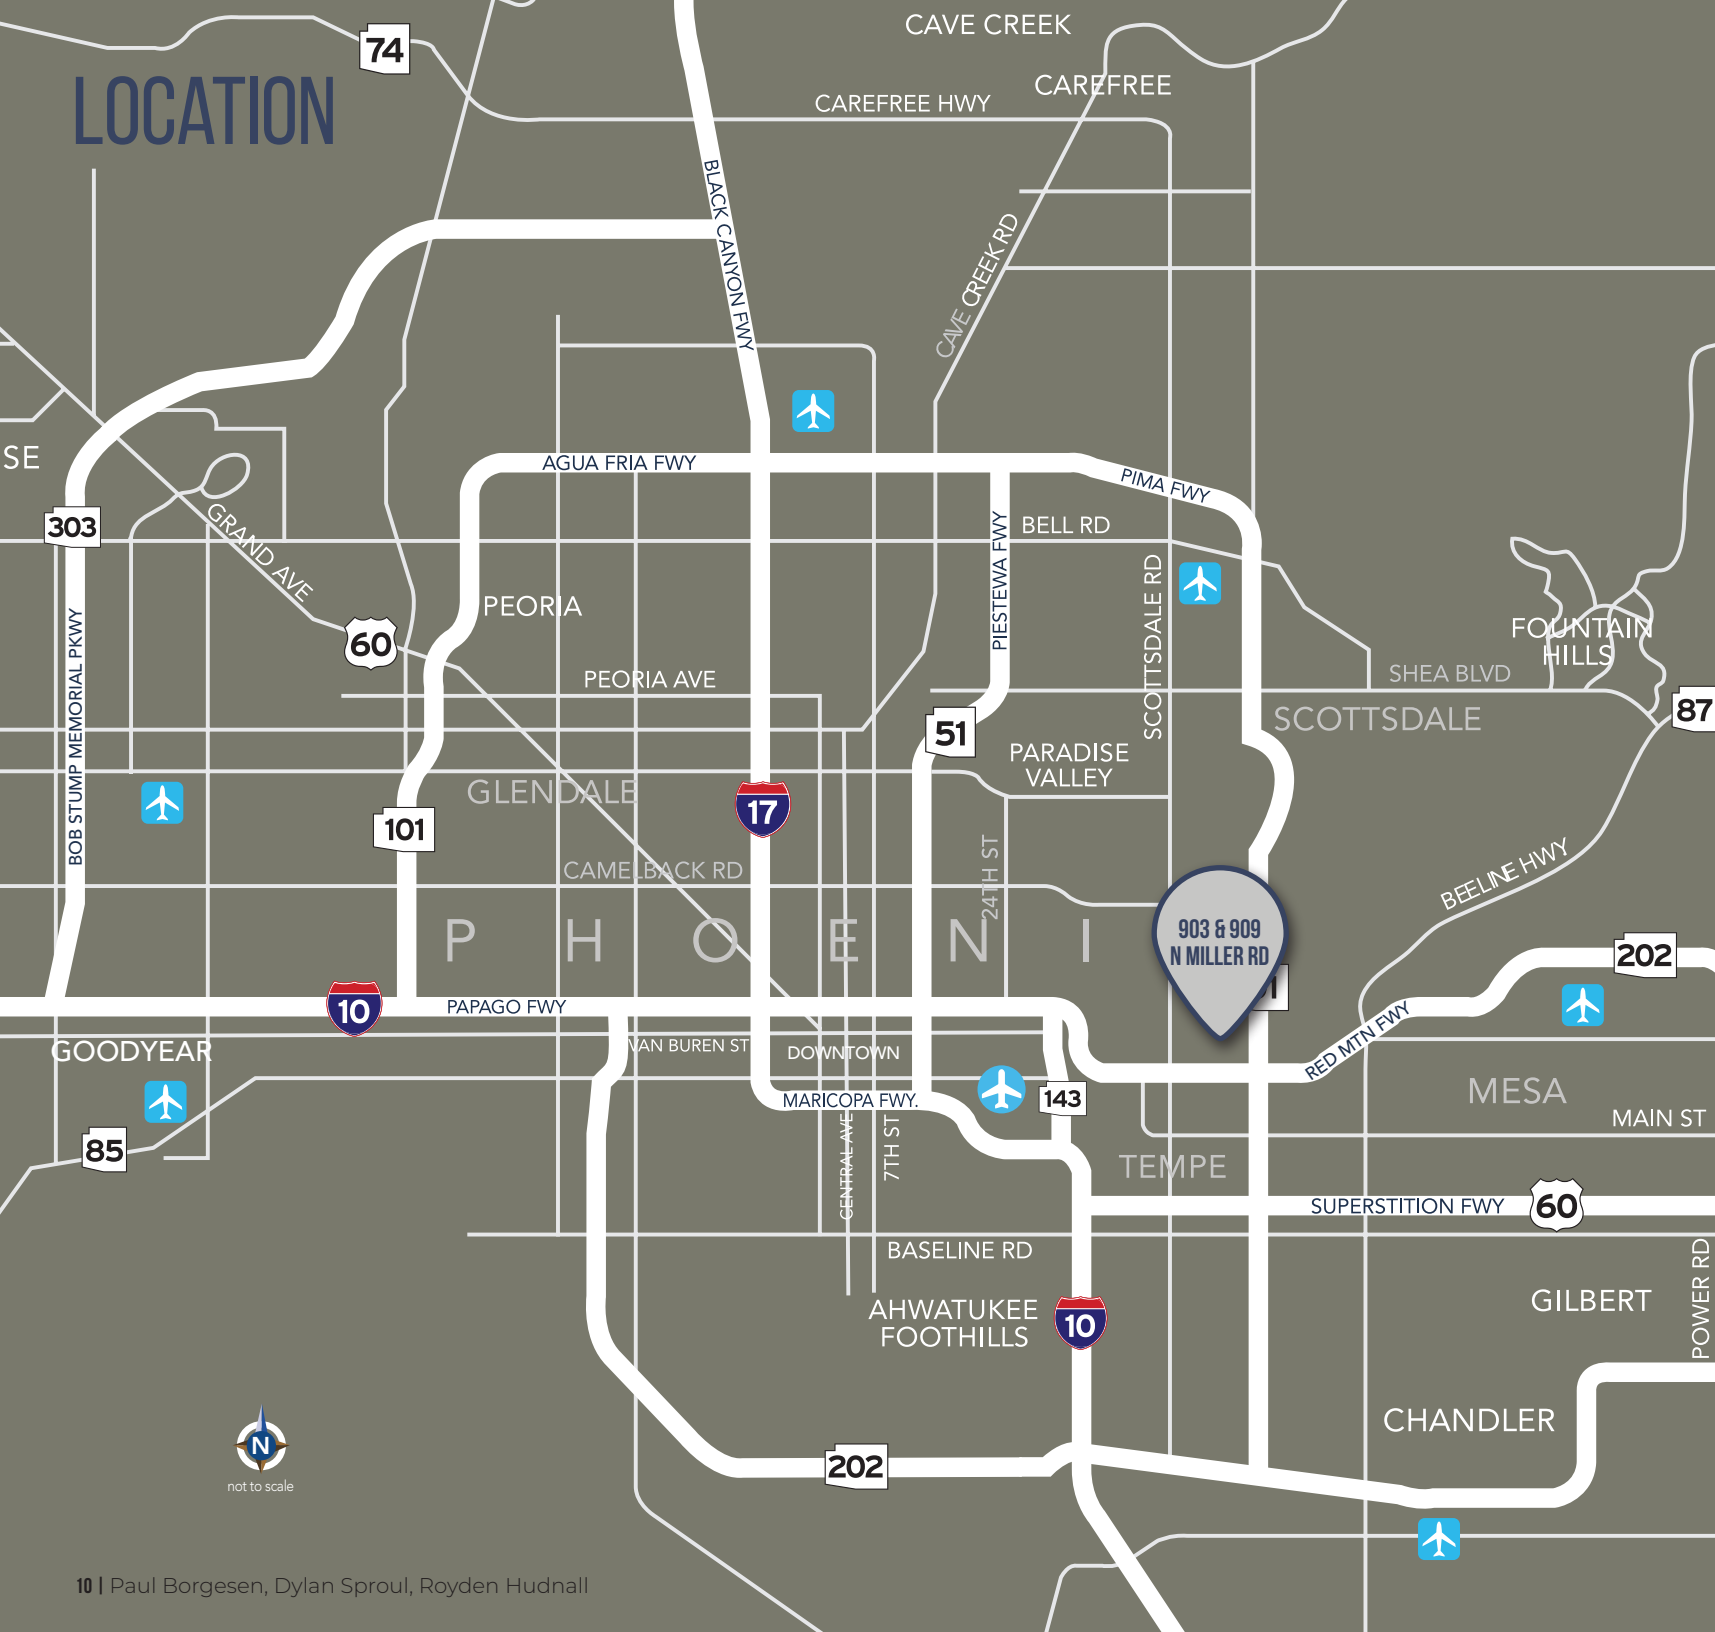 CAVE CREEK
74
LOCATION
CAREFREE
CAREFREE HWY
BLACK CANYON FWY
CAVE CREEK RD
SE
AGUA FRIA FWY
PIMA FWY
303
GRAND AVE
BELL RD
PIESTEWA FWY
SCOTTSDALE RD
PEORIA
60
FOUNTAIN
HILLS
BOB STUMP MEMORIAL PKWY
PEORIA AVE
SHEA BLVD
87
51
SCOTTSDALE
PARADISE
VALLEY
GLENDALE
17
101
24TH ST
CAMELBACK RD
BEELINE HWY
P H O E N I
903 & 909
N MILLER RD
202
1
10
PAPAGO FWY
RED MTN FWY
GOODYEAR
VAN BUREN ST
DOWNTOWN
MARICOPA FWY.
143
MESA
MAIN ST
85
CENTRAL AVE
7TH ST
TEMPE
SUPERSTITION FWY
60
BASELINE RD
POWER RD
AHWATUKEE
FOOTHILLS
10
GILBERT
CHANDLER
N
not to scale
202
10 | Paul Borgesen, Dylan Sproul, Royden Hudnall